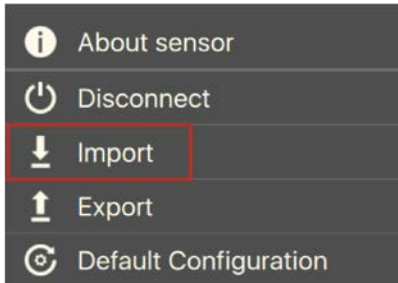 About sensor
Disconnect
Import
Export
Default Configuration